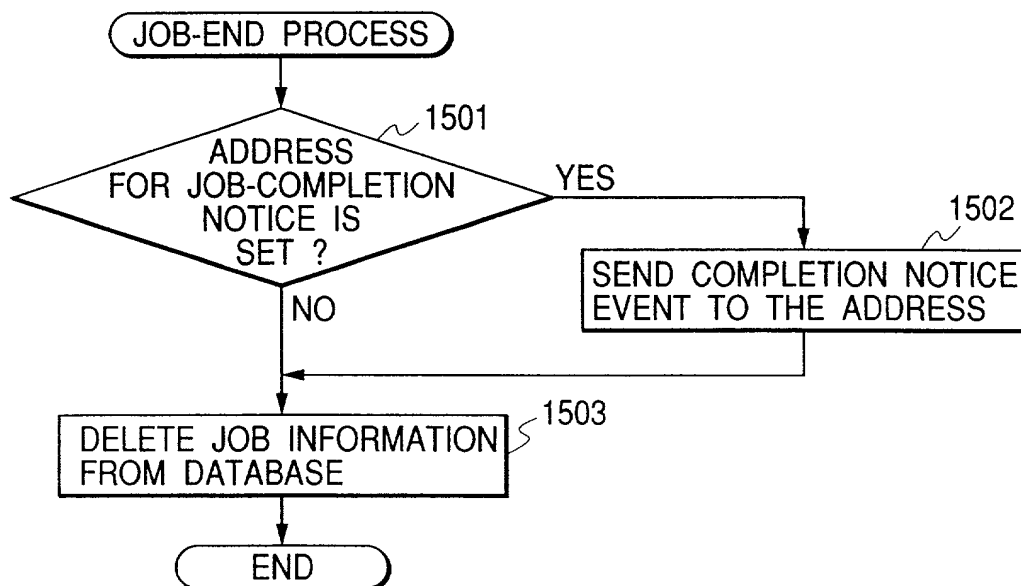 JOB-END PROCESS
1501
ADDRESS
FOR JOB-COMPLETION
NOTICE IS
SET ?
YES
1502
SEND COMPLETION NOTICE
EVENT TO THE ADDRESS
NO
1503
DELETE JOB INFORMATION
FROM DATABASE
END